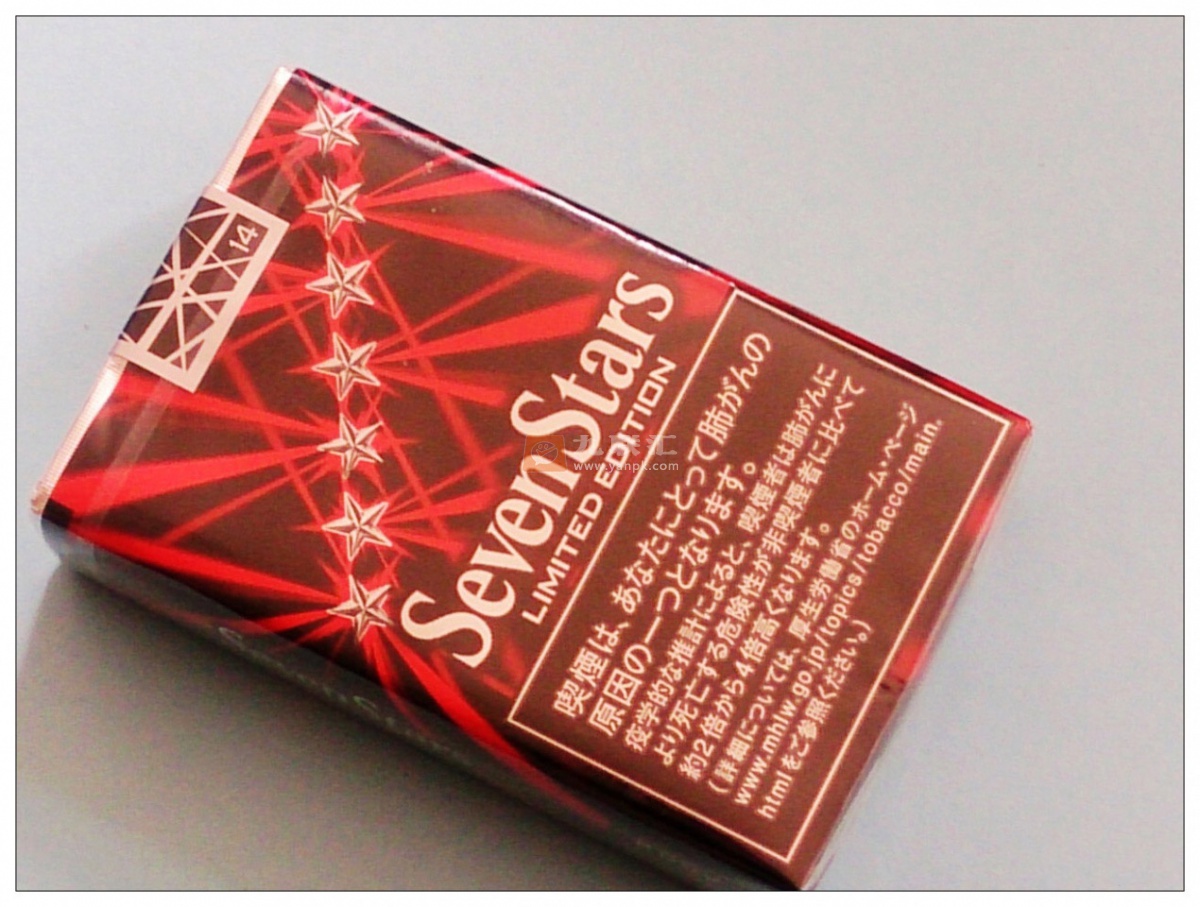 14
SevenStars
LIMITED EDITION
喫煙は、あなたにとって肺がんの
原因の一つとなります。
疫学的な推計によると、喫煙者は肺がんに
より死亡する危険性が非喫煙者に比べて
約2倍から4倍高くなります。
(詳細については、厚生労働省のホーム・ページ
www.mhlw.go.jp/topics/tobacco/main.
htmlをご参照ください。)
www.yanpk.com